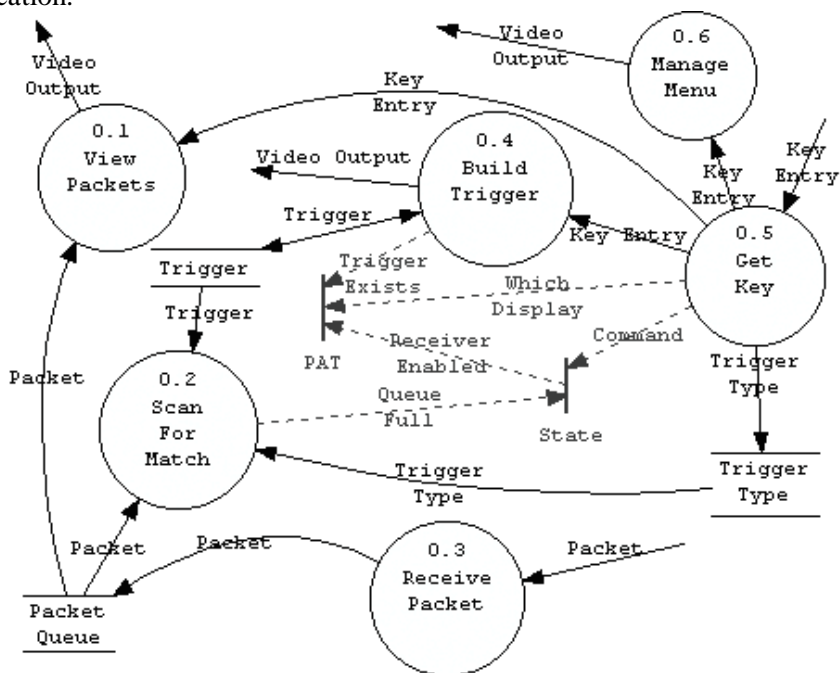 cation.
Video
Output
0.1
View
Packets
Key
Entry
Video
Output
0.6
Manage
Menu
Key
Entry
Key
Entry
0.4
Build
Trigger
Video Output
Trigger
Key Entry
0.5
Get
Key
Trigger
Trigger
Exists
Which
Display
PAT
Receiver
Enabled
Command
State
Trigger
Type
Trigger
Packet
0.2
Scan
For
Match
Queue
Full
Trigger
Type
Trigger
Type
Packet
Packet
0.3
Receive
Packet
Packet
Packet
Queue